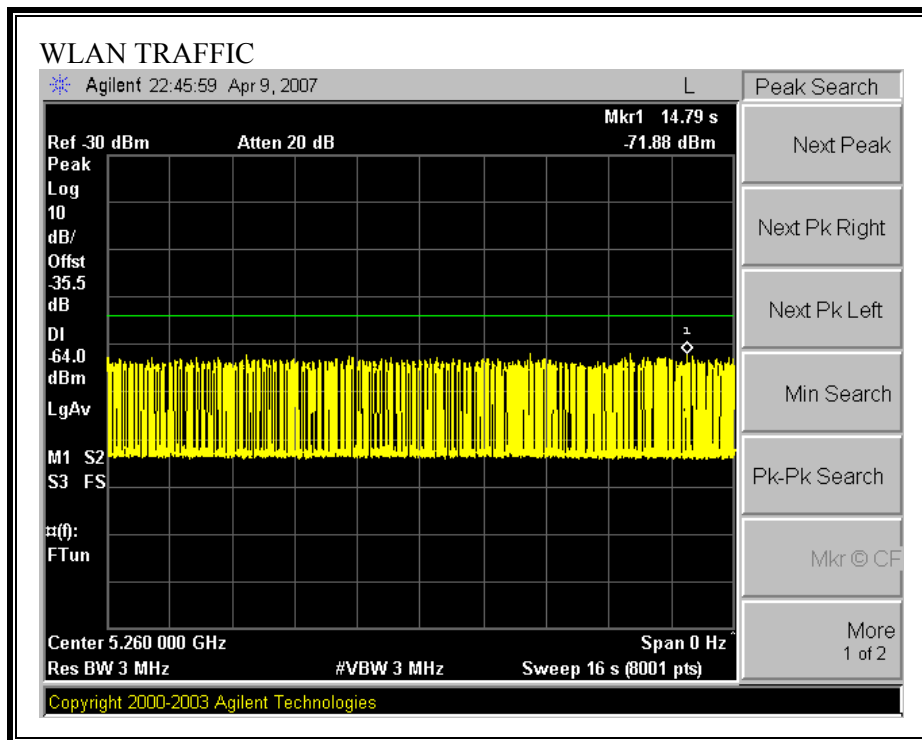 WLAN TRAFFIC
Agilent 22:45:59 Apr 9, 2007 L
Peak Search
Mkr1 14.79 s
Ref -30 dBm Atten 20 dB -71.88 dBm
Peak
Log
10
dB/
Offst
-35.5
dB
DI
-64.0
dBm
LgAv
M1 S2
S3 FS
¤(f):
FTun
1
Center 5.260 000 GHz Span 0 Hz^
Res BW 3 MHz #VBW 3 MHz Sweep 16 s (8001 pts)
Copyright 2000-2003 Agilent Technologies
Next Peak
Next Pk Right
Next Pk Left
Min Search
Pk-Pk Search
Mkr © CF
More
1 of 2